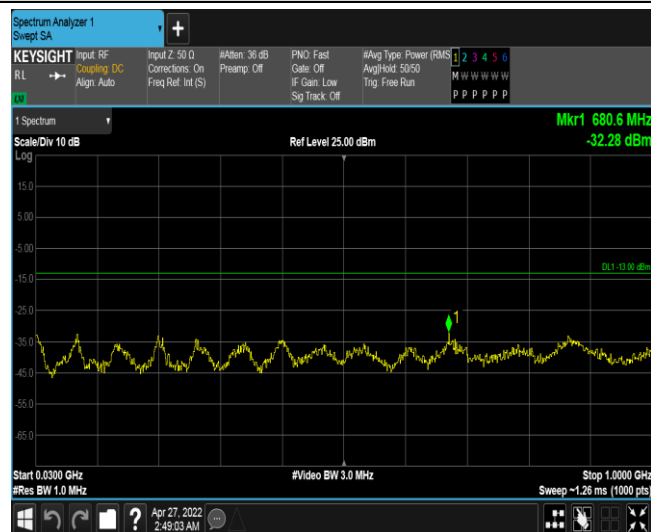 Spectrum Analyzer 1
Swept SA
+
KEYSIGHT Input: RF Input Z: 50 Ω #Atten: 36 dB PNO: Fast #Avg Type: Power (RMS 1 2 3 4 5 6
RL Coupling: DC Corrections: On Preamp: Off Gate: Off Avg|Hold: 50/50 M W W W W W
Align: Auto Freq Ref: Int (S) IF Gain: Low Trig: Free Run
Sig Track: Off P P P P P P
1 Spectrum Mkr1 680.6 MHz
Scale/Div 10 dB Ref Level 25.00 dBm -32.28 dBm
Log
15.0
5.00
-5.00
DL1 -13.00 dBm
-15.0
-25.0
1
-35.0
-45.0
-55.0
-65.0
Start 0.0300 GHz #Video BW 3.0 MHz Stop 1.0000 GHz
#Res BW 1.0 MHz Sweep ~1.26 ms (1000 pts)
? Apr 27, 2022
2:49:03 AM